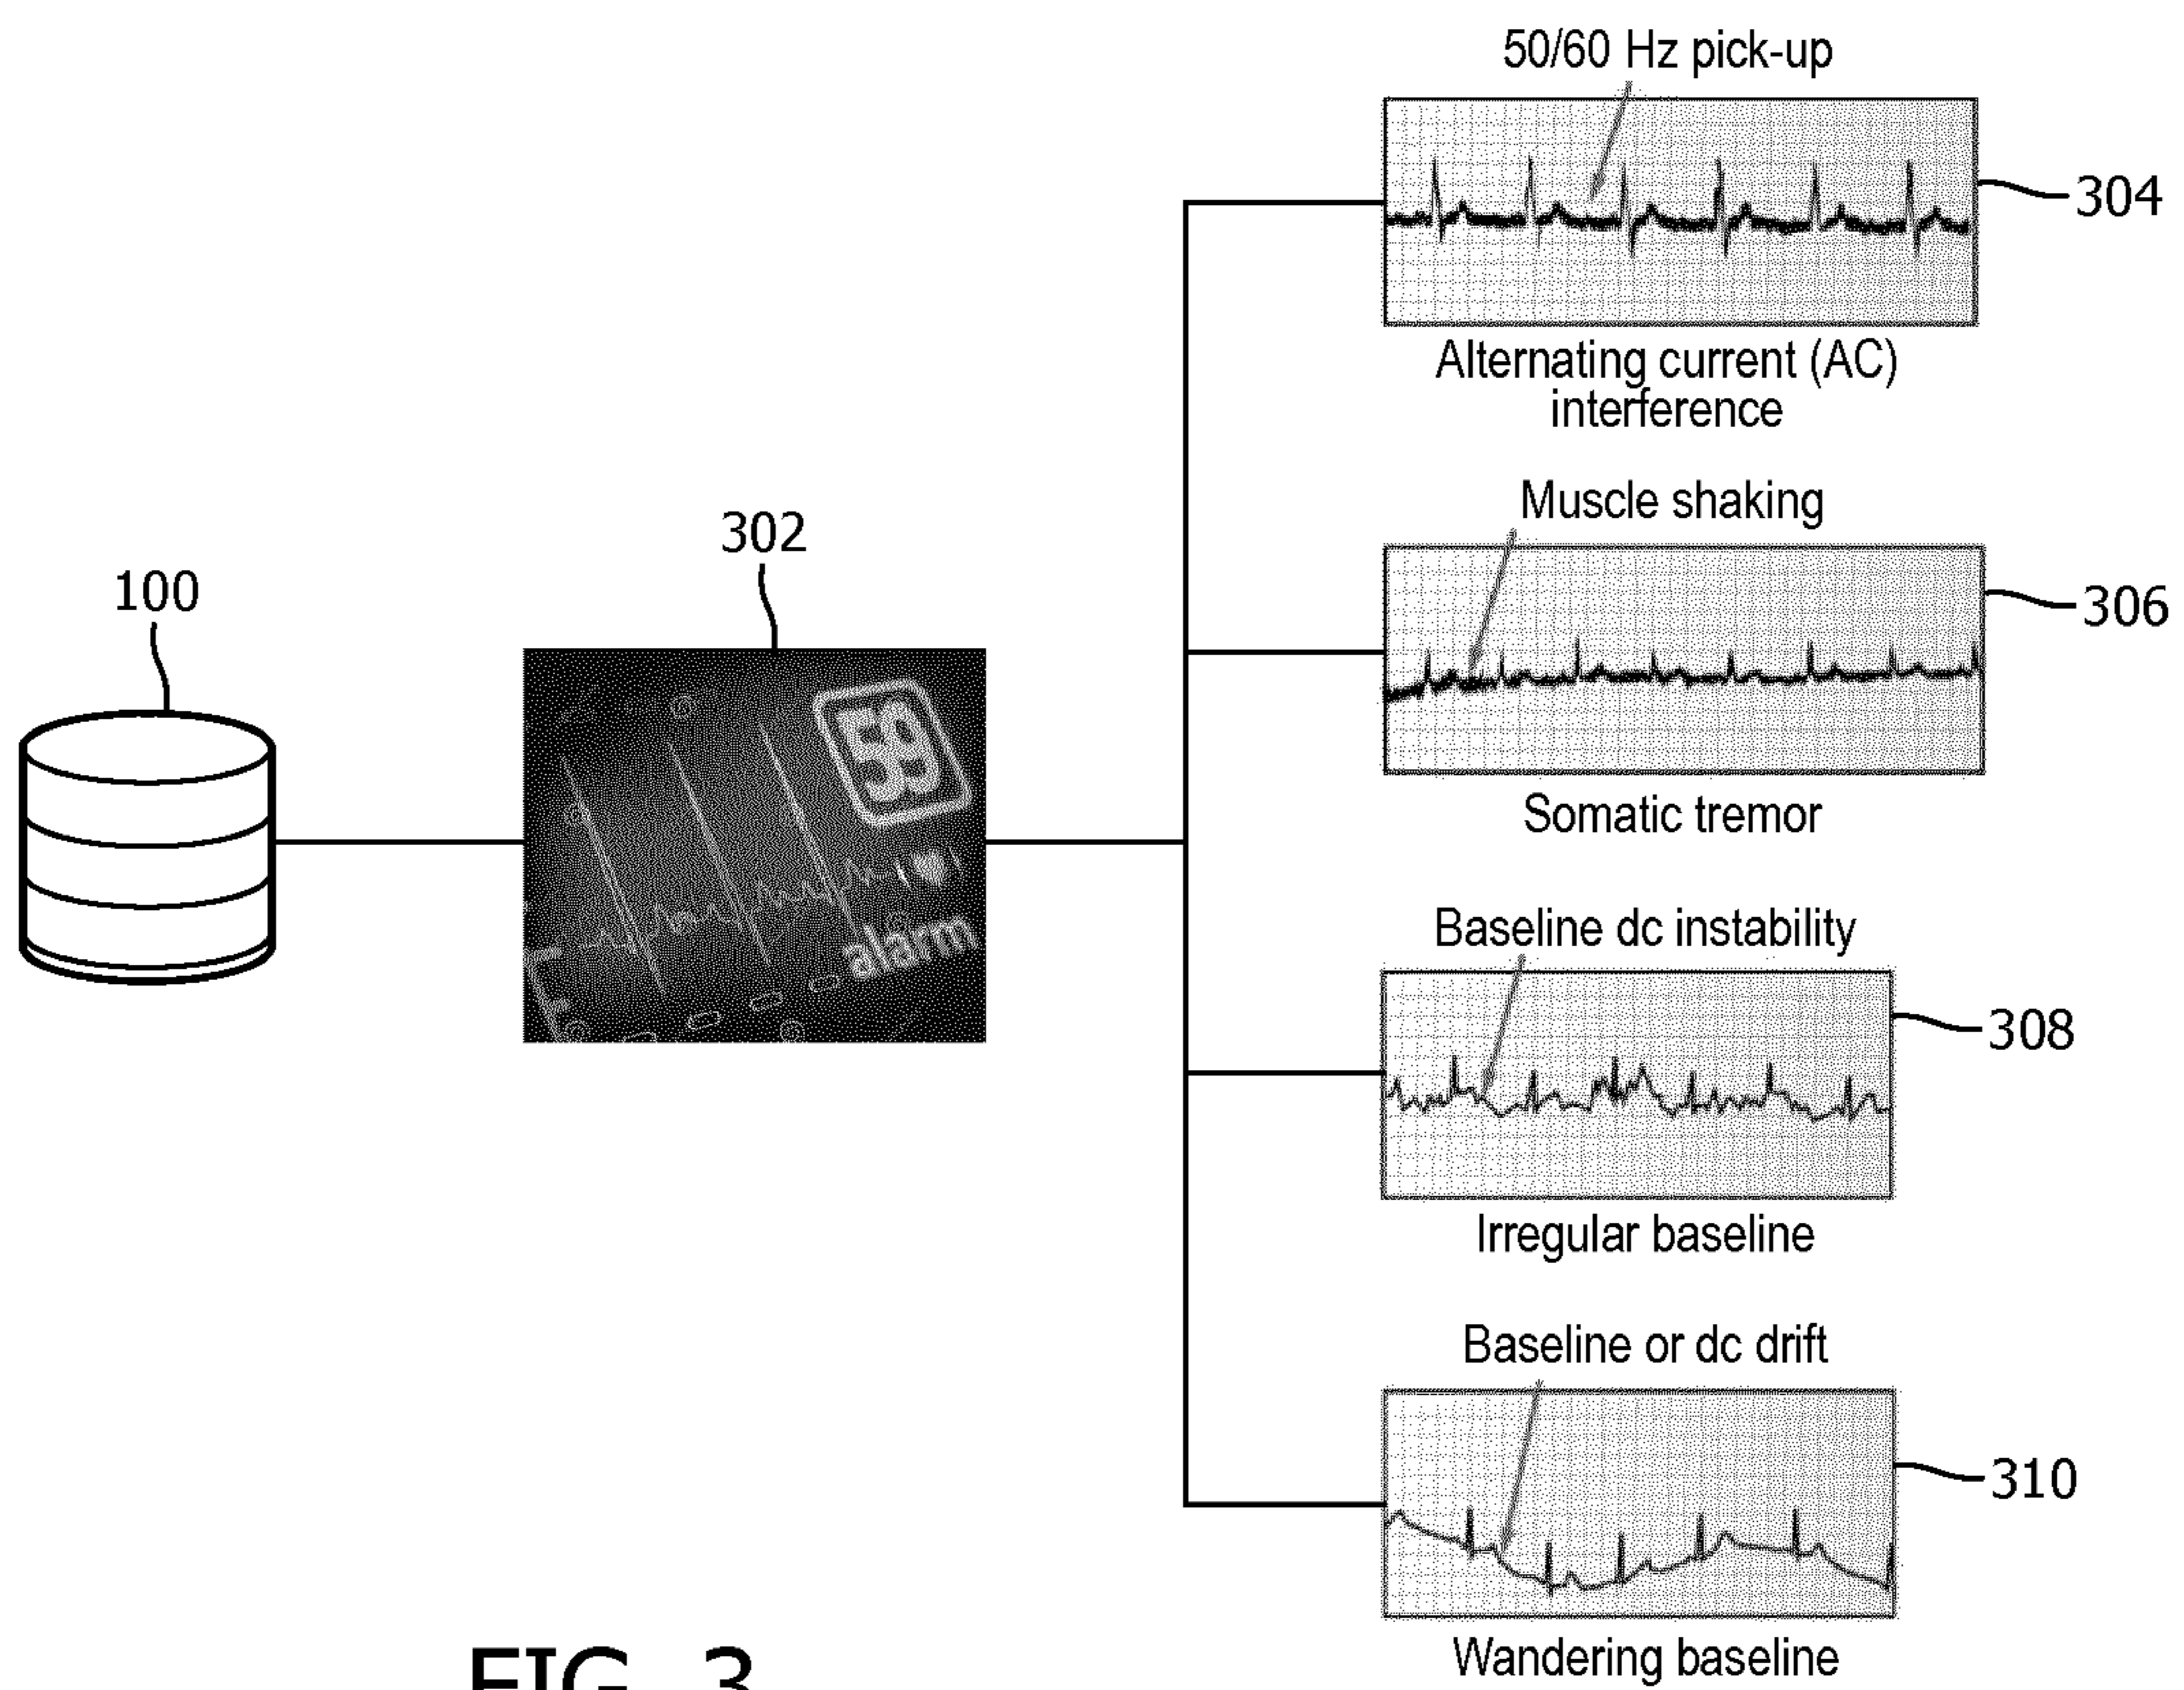 50/60 Hz pick-up
304
Alternating current (AC)
interference
Muscle shaking
306
Somatic tremor
100
302
59
alarm
Baseline dc instability
308
Irregular baseline
Baseline or dc drift
310
Wandering baseline
FIG. 3